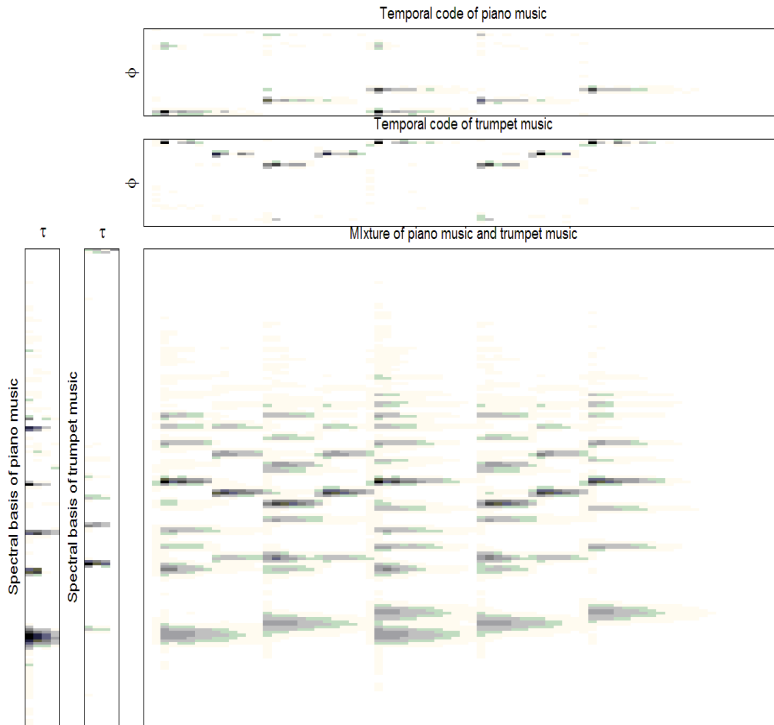 Temporal code of piano music
ϕ
Temporal code of trumpet music
ϕ
τ
τ
MIxture of piano music and trumpet music
Spectral basis of piano music
Spectral basis of trumpet music